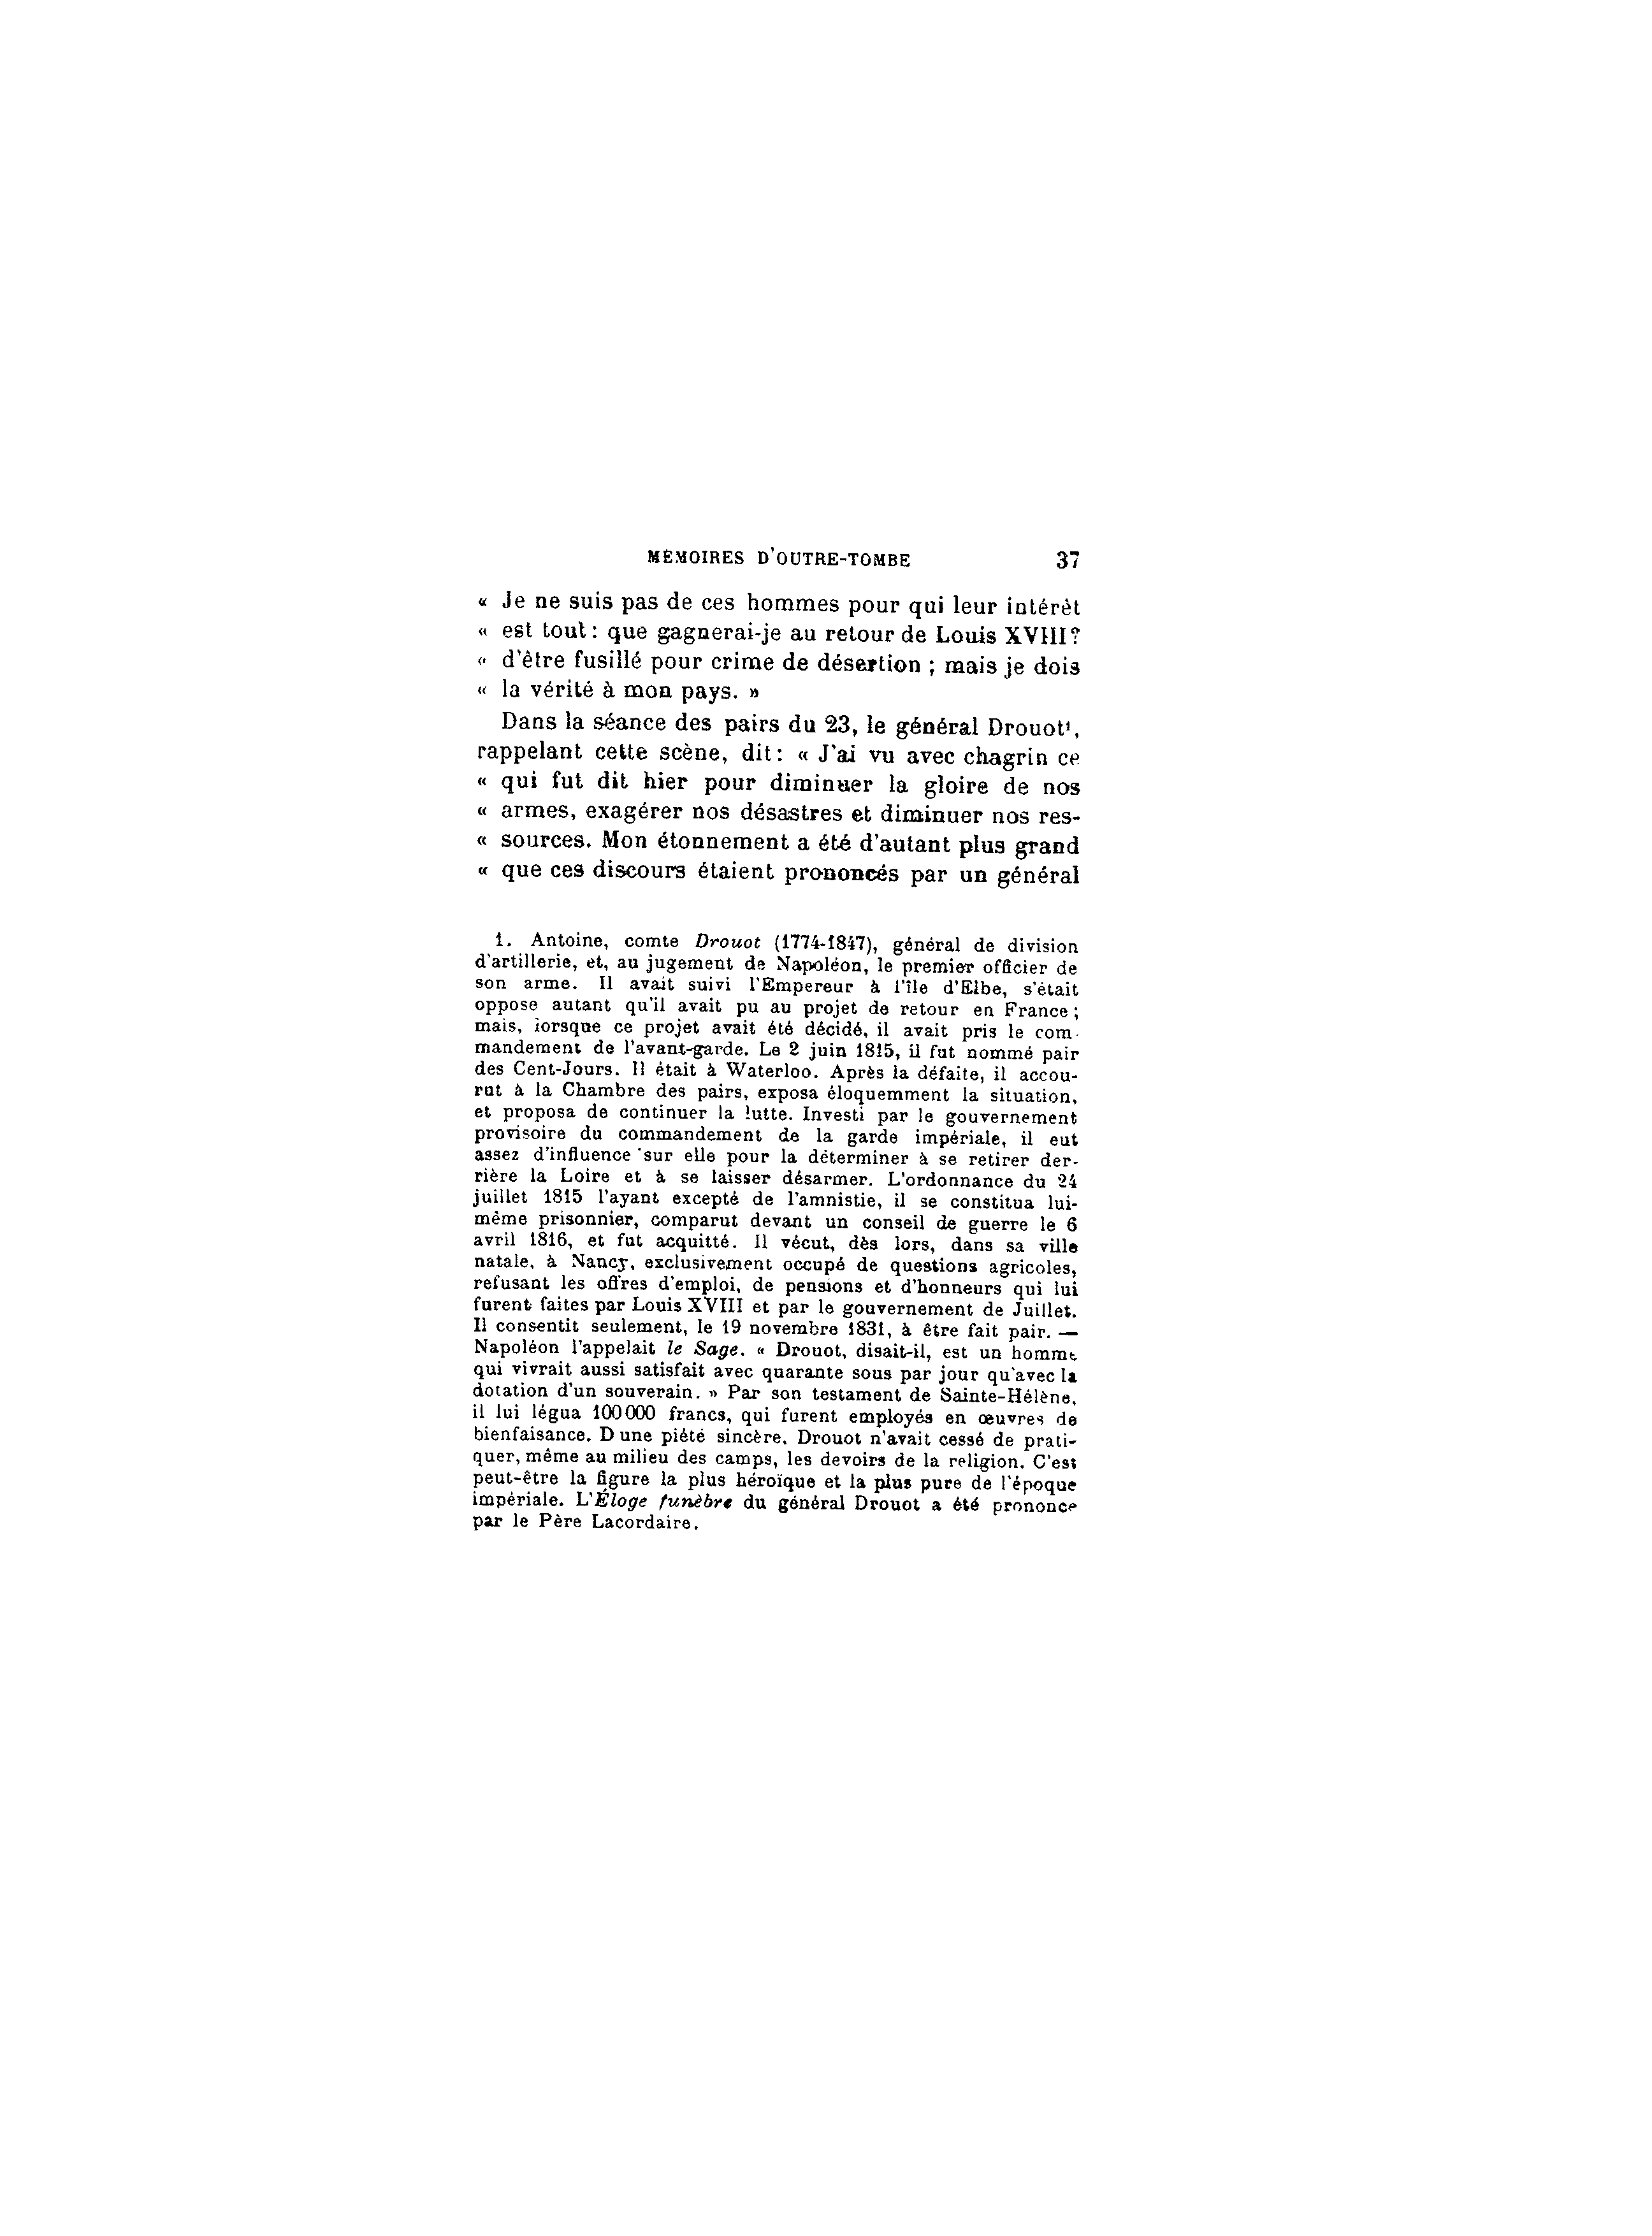 MÉMOIRES D'OUTRE-TOMBE 37
« Je ne suis pas de ces hommes pour qui leur intérêt
« est tout : que gagnerai-je au retour de Louis XVIII ?
« d'être fusillé pour crime de désertion ; mais je dois
« la vérité à mon pays. »
Dans la séance des pairs du 23, le général Drouot¹,
rappelant cette scène, dit : « J'ai vu avec chagrin ce
« qui fut dit hier pour diminuer la gloire de nos
« armes, exagérer nos désastres et diminuer nos res-
« sources. Mon étonnement a été d'autant plus grand
« que ces discours étaient prononcés par un général
1. Antoine, comte Drouot (1774-1847), général de division
d'artillerie, et, au jugement de Napoléon, le premier officier de
son arme. Il avait suivi l'Empereur à l'île d'Elbe, s'était
opposé autant qu'il avait pu au projet de retour en France ;
mais, lorsque ce projet avait été décidé, il avait pris le com-
mandement de l'avant-garde. Le 2 juin 1815, il fut nommé pair
des Cent-Jours. Il était à Waterloo. Après la défaite, il accou-
rut à la Chambre des pairs, exposa éloquemment la situation,
et proposa de continuer la lutte. Investi par le gouvernement
provisoire du commandement de la garde impériale, il eut
assez d'influence sur elle pour la déterminer à se retirer der-
rière la Loire et à se laisser désarmer. L'ordonnance du 24
juillet 1815 l'ayant excepté de l'amnistie, il se constitua lui-
même prisonnier, comparut devant un conseil de guerre le 6
avril 1816, et fut acquitté. Il vécut, dès lors, dans sa ville
natale, à Nancy, exclusivement occupé de questions agricoles,
refusant les offres d'emploi, de pensions et d'honneurs qui lui
furent faites par Louis XVIII et par le gouvernement de Juillet.
Il consentit seulement, le 19 novembre 1831, à être fait pair. —
Napoléon l'appelait le Sage. « Drouot, disait-il, est un homme
qui vivrait aussi satisfait avec quarante sous par jour qu'avec la
dotation d'un souverain. » Par son testament de Sainte-Hélène,
il lui légua 100 000 francs, qui furent employés en œuvres de
bienfaisance. D'une piété sincère, Drouot n'avait cessé de prati-
quer, même au milieu des camps, les devoirs de la religion. C'est
peut-être la figure la plus héroïque et la plus pure de l'époque
impériale. L'Éloge funèbre du général Drouot a été prononcé
par le Père Lacordaire.